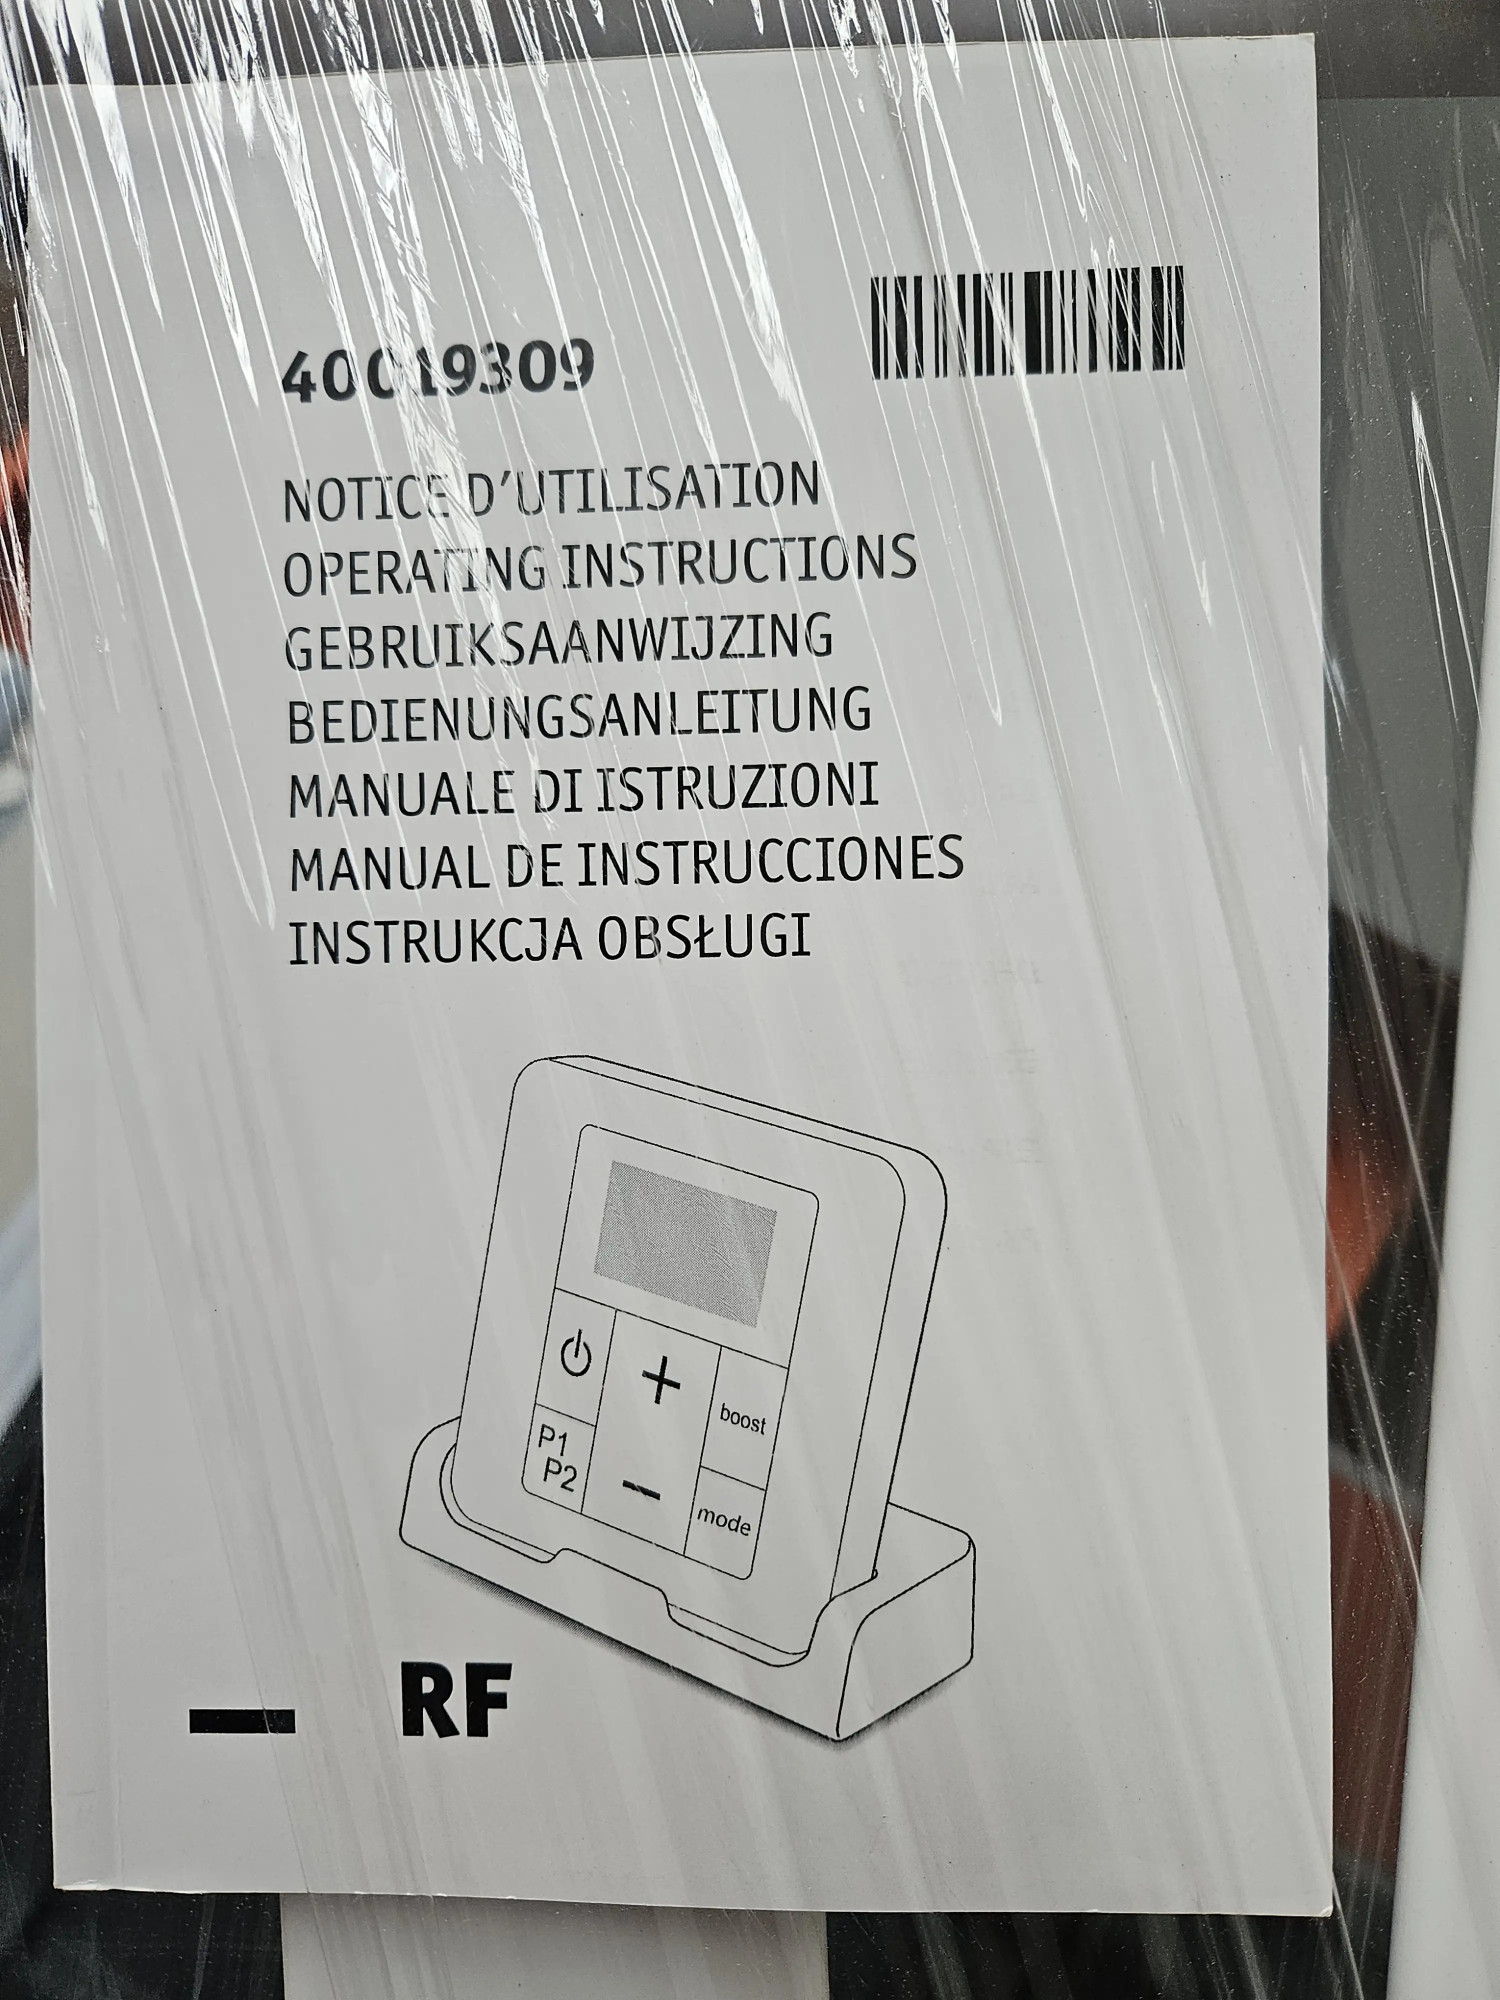 40019309
NOTICE D'UTILISATION
OPERATING INSTRUCTIONS
GEBRUIKSAANWIJZING
BEDIENUNGSANLEITUNG
MANUALE DI ISTRUZIONI
MANUAL DE INSTRUCCIONES
INSTRUKCJA OBSŁUGI
+
boost
P1
P2
–
mode
RF